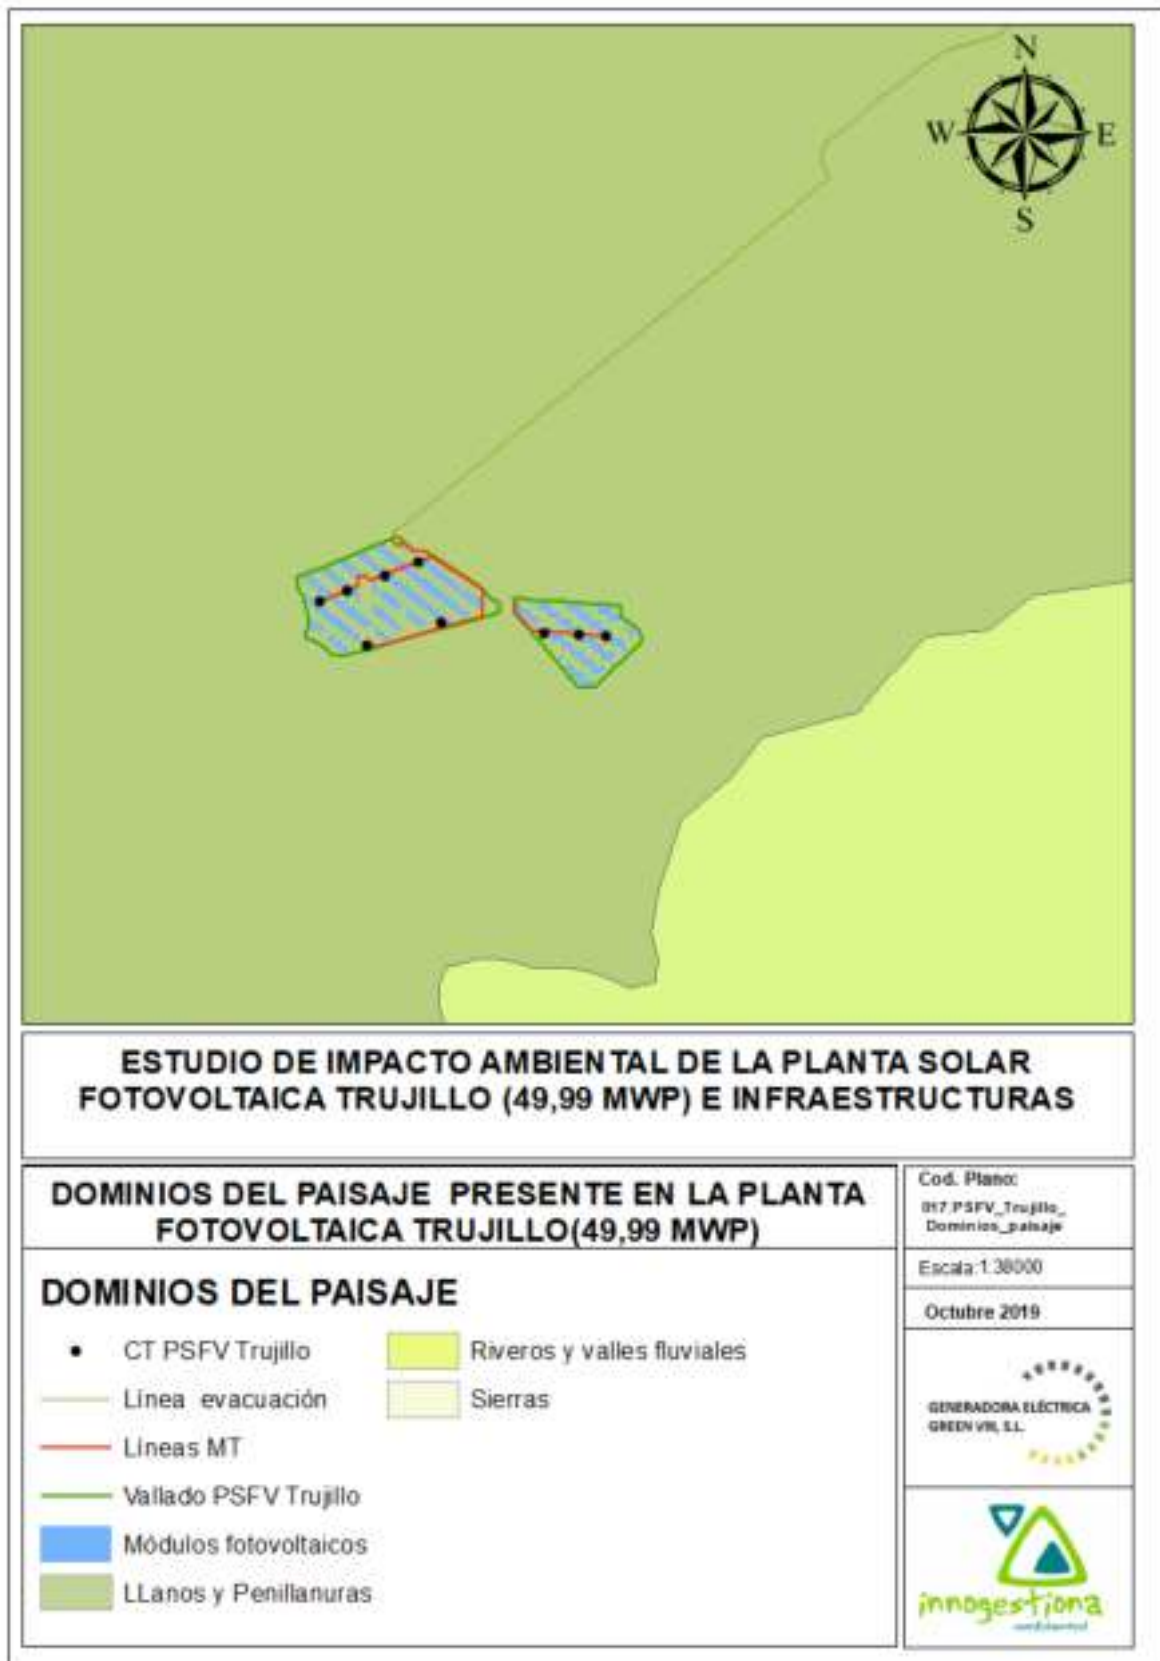 N
W
E
S
ESTUDIO DE IMPACTO AMBIENTAL DE LA PLANTA SOLAR
FOTOVOLTAICA TRUJILLO (49,99 MWP) E INFRAESTRUCTURAS
DOMINIOS DEL PAISAJE PRESENTE EN LA PLANTA
FOTOVOLTAICA TRUJILLO(49,99 MWP)
DOMINIOS DEL PAISAJE
CT PSFV Trujillo
Línea evacuación
Líneas MT
Vallado PSFV Trujillo
Módulos fotovoltaicos
LLanos y Penillanuras
Riveros y valles fluviales
Sierras
Cod. Plano:
017.PSFV_Trujillo_
Dominios_paisaje
Escala:1:38000
Octubre 2019
GENERADORA ELÉCTRICA
GREEN VIII, S.L.
innogestiona
ambiental